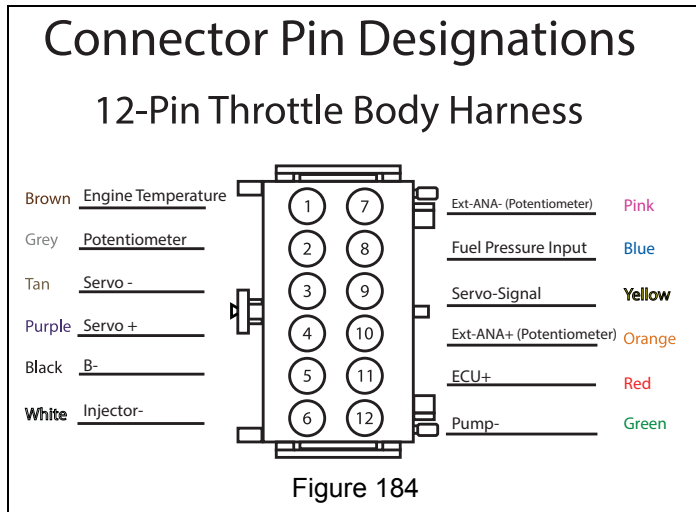 Connector Pin Designations
12-Pin Throttle Body Harness
Brown Engine Temperature 1 7 Ext-ANA- (Potentiometer) Pink
Grey Potentiometer 2 8 Fuel Pressure Input Blue
Tan Servo - 3 9 Servo-Signal Yellow
Purple Servo + 4 10 Ext-ANA+ (Potentiometer) Orange
Black B- 5 11 ECU+ Red
White Injector- 6 12 Pump- Green
Figure 184